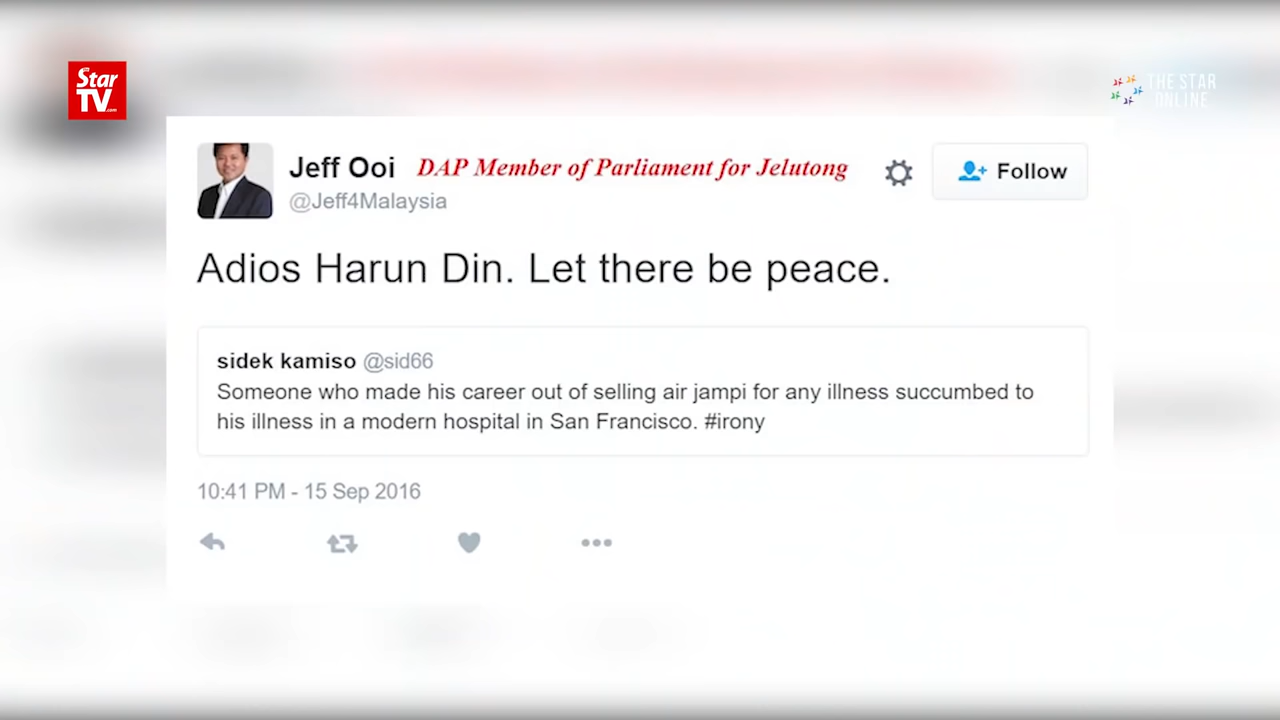 Star
TV.com
THE STAR
ONLINE
Jeff Ooi DAP Member of Parliament for Jelutong
Follow
@Jeff4Malaysia
Adios Harun Din. Let there be peace.
sidek kamiso @sid66
Someone who made his career out of selling air jampi for any illness succumbed to
his illness in a modern hospital in San Francisco. #irony
10:41 PM - 15 Sep 2016